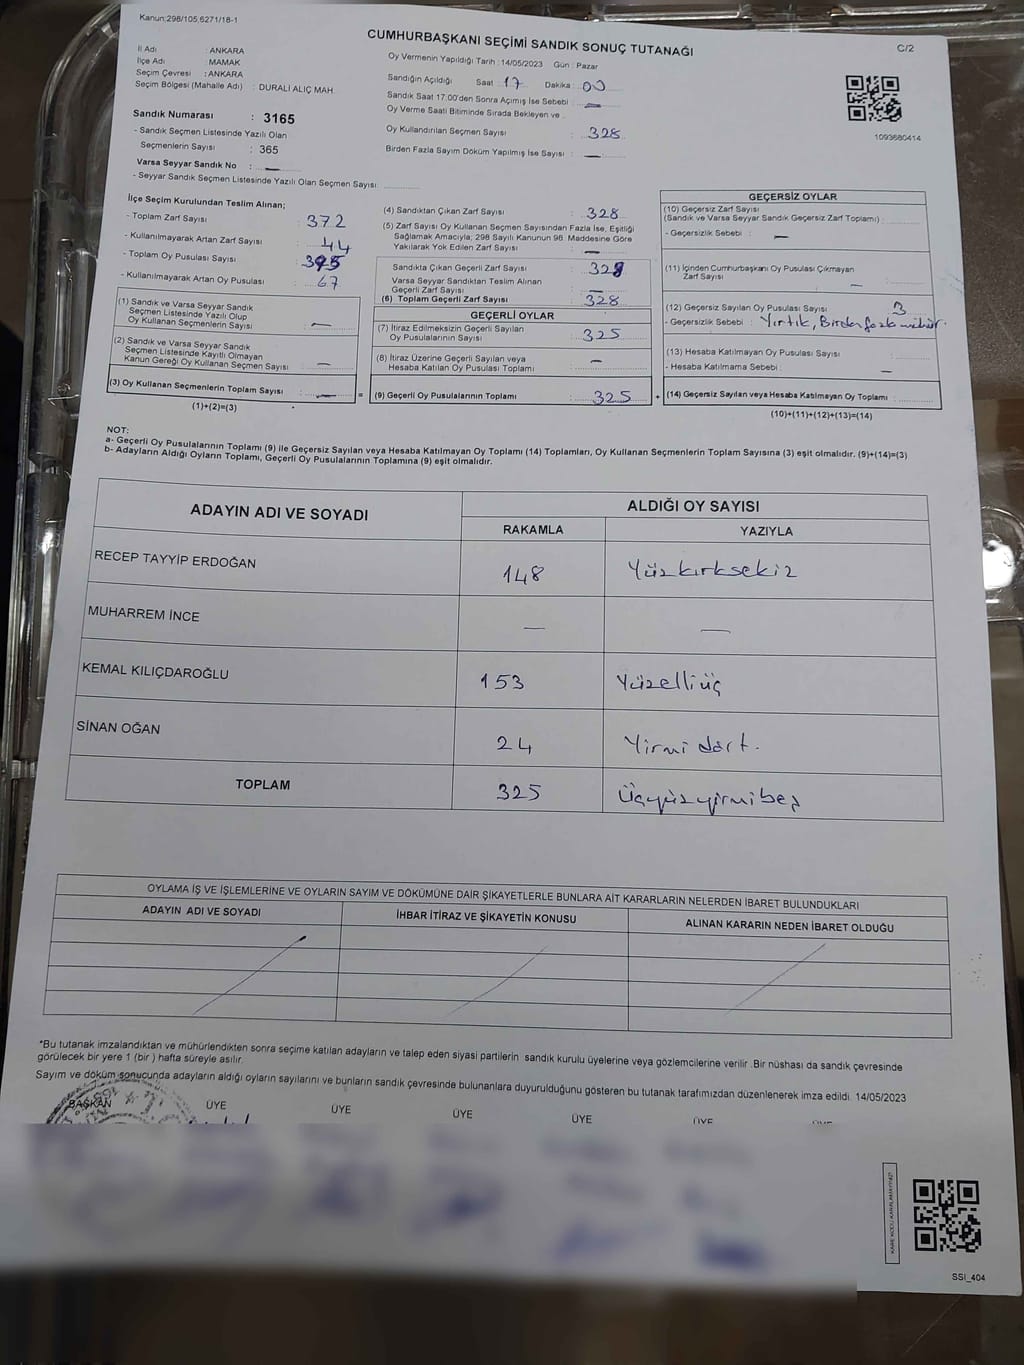 Kanun:298/105,6271/18-1
CUMHURBAŞKANI SEÇİMİ SANDIK SONUÇ TUTANAĞI
C/2
İl Adı : ANKARA
İlçe Adı : MAMAK
Seçim Çevresi : ANKARA
Seçim Bölgesi (Mahalle Adı) : DURALİ ALIÇ MAH.
Sandık Numarası : 3165
- Sandık Seçmen Listesinde Yazılı Olan
Seçmenlerin Sayısı : 365
Varsa Seyyar Sandık No : —
- Seyyar Sandık Seçmen Listesinde Yazılı Olan Seçmen Sayısı:
Oy Vermenin Yapıldığı Tarih : 14/05/2023 Gün : Pazar
Sandığın Açıldığı Saat 17 Dakika : 00
Sandık Saat 17:00'den Sonra Açımış İse Sebebi : —
Oy Verme Saati Bitiminde Sırada Bekleyen ve
Oy Kullandırılan Seçmen Sayısı : 328
Birden Fazla Sayım Döküm Yapılmış İse Sayısı : —
1093680414
İlçe Seçim Kurulundan Teslim Alınan;
- Toplam Zarf Sayısı : 372
- Kullanılmayarak Artan Zarf Sayısı : 44
- Toplam Oy Pusulası Sayısı : 395
- Kullanılmayarak Artan Oy Pusulası : 67
(1) Sandık ve Varsa Seyyar Sandık
Seçmen Listesinde Yazılı Olup
Oy Kullanan Seçmenlerin Sayısı : —
(2) Sandık ve Varsa Seyyar Sandık
Seçmen Listesinde Kayıtlı Olmayan
Kanun Gereği Oy Kullanan Seçmen Sayısı : —
(3) Oy Kullanan Seçmenlerin Toplam Sayısı : — =
(1)+(2)=(3)
(4) Sandıktan Çıkan Zarf Sayısı : 328
(5) Zarf Sayısı Oy Kullanan Seçmen Sayısından Fazla İse, Eşitliği
Sağlamak Amacıyla; 298 Sayılı Kanunun 98. Maddesine Göre
Yakılarak Yok Edilen Zarf Sayısı : —
Sandıkta Çıkan Geçerli Zarf Sayısı : 328
Varsa Seyyar Sandıktan Teslim Alınan
Geçerli Zarf Sayısı : —
(6) Toplam Geçerli Zarf Sayısı : 328
GEÇERLİ OYLAR
(7) İtiraz Edilmeksizin Geçerli Sayılan
Oy Pusulalarının Sayısı : 325
(8) İtiraz Üzerine Geçerli Sayılan veya
Hesaba Katılan Oy Pusulası Toplamı : —
(9) Geçerli Oy Pusulalarının Toplamı : 325 +
GEÇERSİZ OYLAR
(10) Geçersiz Zarf Sayısı
(Sandık ve Varsa Seyyar Sandık Geçersiz Zarf Toplamı) :
- Geçersizlik Sebebi : —
(11) İçinden Cumhurbaşkanı Oy Pusulası Çıkmayan
Zarf Sayısı : —
(12) Geçersiz Sayılan Oy Pusulası Sayısı : 3
- Geçersizlik Sebebi : Yırtık, Birden fazla mühür.
(13) Hesaba Katılmayan Oy Pusulası Sayısı :
- Hesaba Katılmama Sebebi : —
(14) Geçersiz Sayılan veya Hesaba Katılmayan Oy Toplamı :
(10)+(11)+(12)+(13)=(14)
NOT:
a- Geçerli Oy Pusulalarının Toplamı (9) ile Geçersiz Sayılan veya Hesaba Katılmayan Oy Toplamı (14) Toplamları, Oy Kullanan Seçmenlerin Toplam Sayısına (3) eşit olmalıdır. (9)+(14)=(3)
b- Adayların Aldığı Oyların Toplamı, Geçerli Oy Pusulalarının Toplamına (9) eşit olmalıdır.
ADAYIN ADI VE SOYADI
ALDIĞI OY SAYISI
RAKAMLA YAZIYLA
RECEP TAYYİP ERDOĞAN 148 Yüzkırksekiz
MUHARREM İNCE — —
KEMAL KILIÇDAROĞLU 153 Yüzelliüç
SİNAN OĞAN 24 Yirmi dört.
TOPLAM 325 Üçyüzyirmibeş
OYLAMA İŞ VE İŞLEMLERİNE VE OYLARIN SAYIM VE DÖKÜMÜNE DAİR ŞİKAYETLERLE BUNLARA AİT KARARLARIN NELERDEN İBARET BULUNDUKLARI
ADAYIN ADI VE SOYADI İHBAR İTİRAZ VE ŞİKAYETİN KONUSU ALINAN KARARIN NEDEN İBARET OLDUĞU
*Bu tutanak imzalandıktan ve mühürlendikten sonra seçime katılan adayların ve talep eden siyasi partilerin sandık kurulu üyelerine veya gözlemcilerine verilir .Bir nüshası da sandık çevresinde
görülecek bir yere 1 (bir ) hafta süreyle asılır.
Sayım ve döküm sonucunda adayların aldığı oyların sayılarını ve bunların sandık çevresinde bulunanlara duyurulduğunu gösteren bu tutanak tarafımızdan düzenlenerek imza edildi. 14/05/2023
BAŞKAN ÜYE ÜYE ÜYE ÜYE ÜYE ÜYE
KARE KODU KARALAMAYINIZ!
SSI_404